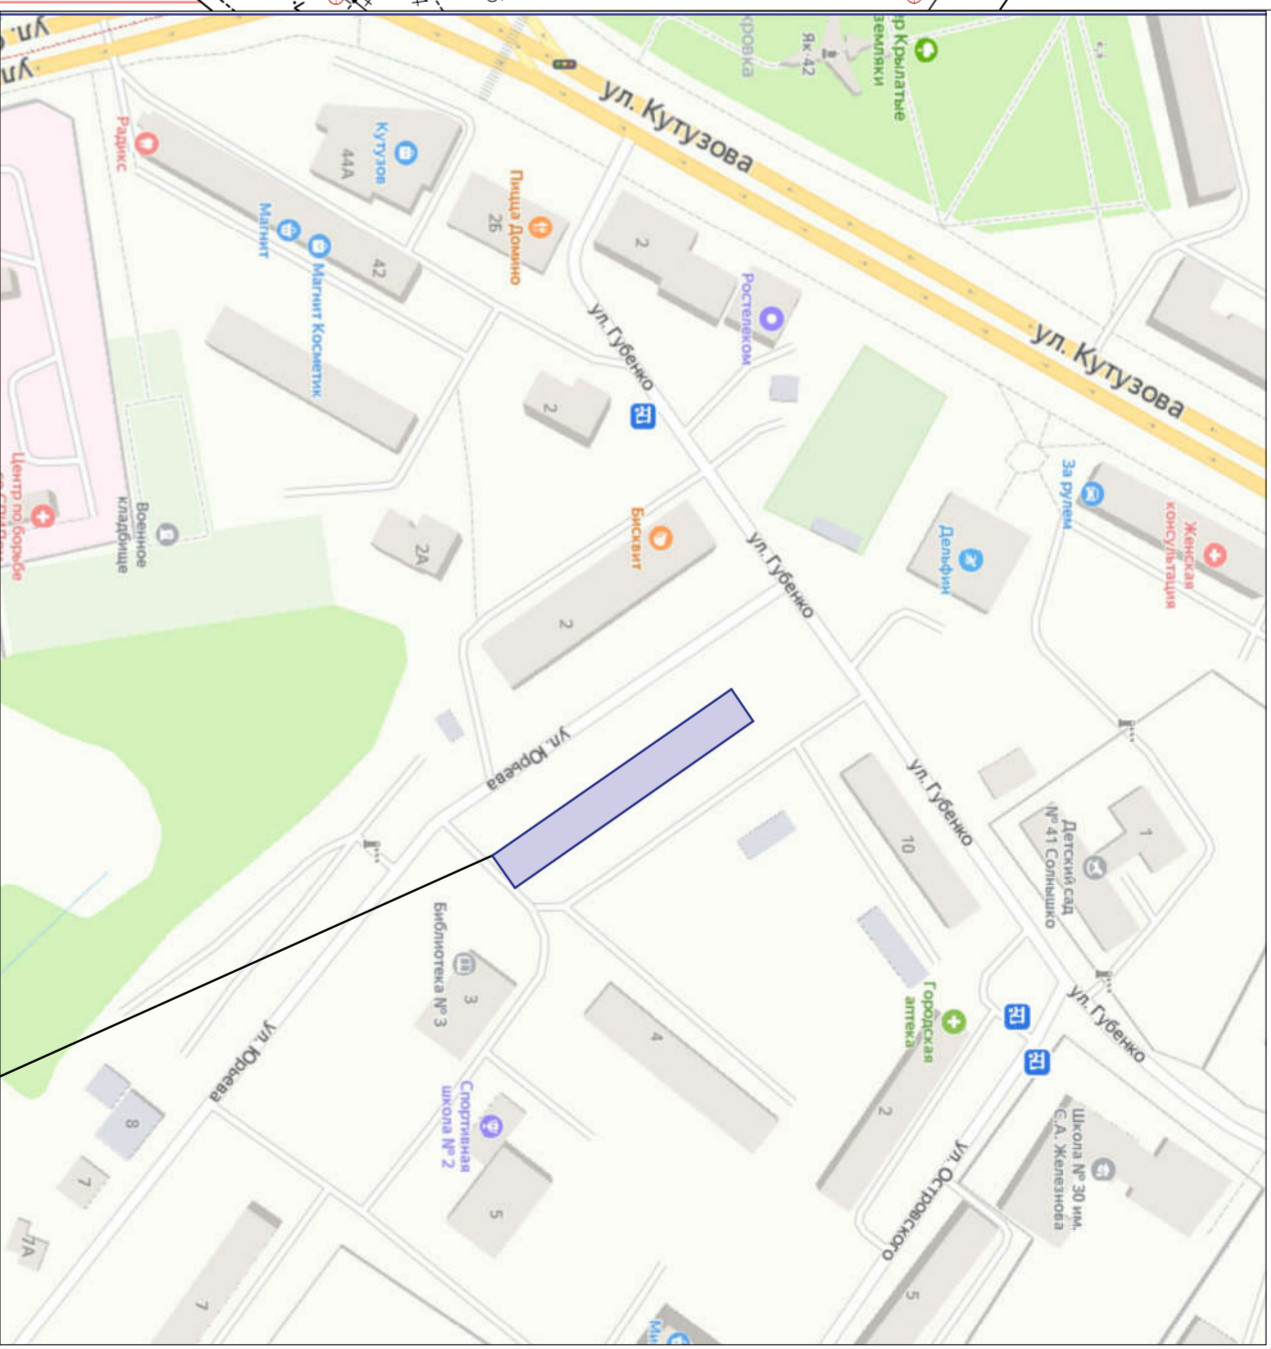 ул.
ул.
ул. Кутузова
ул. Кутузова
Як-42
ровка
р Крылатые
земляки
Радикс
Кутузов
44А
Пицца Домино
2Б
Магнит
Магнит Косметик
42
2
Ростелеком
ул. Губенко
2
Бисквит
2А
2
Военное
кладбище
Центр по борьбе
ул. Губенко
Дельфин
За рулем
Женская
консультация
ул. Юрьева
ул. Губенко
10
1
Детский сад
№ 41 Солнышко
Библиотека № 3
3
4
Городская
аптека
ул. Губенко
2
Спортивная
школа № 2
5
Школа № 30 им.
С.А. Железнова
ул. Островского
5
ул. Юрьева
8
7
7А
7